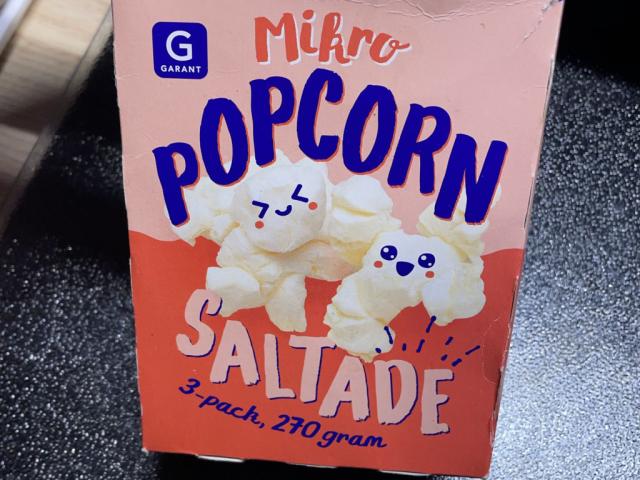 G
GARANT
Mikro
POPCORN
SALTADE
3-pack, 270 gram